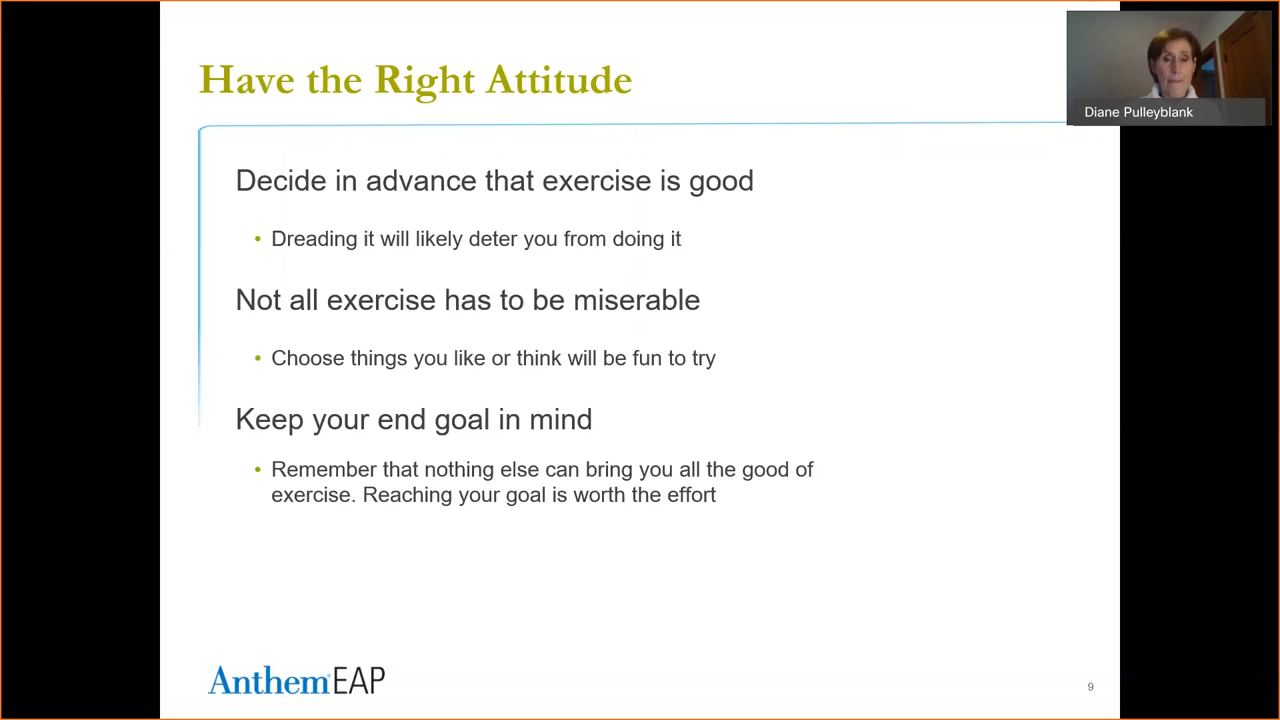 Have the Right Attitude
Diane Pulleyblank
Decide in advance that exercise is good
• Dreading it will likely deter you from doing it
Not all exercise has to be miserable
• Choose things you like or think will be fun to try
Keep your end goal in mind
• Remember that nothing else can bring you all the good of
exercise. Reaching your goal is worth the effort
Anthem® EAP
9